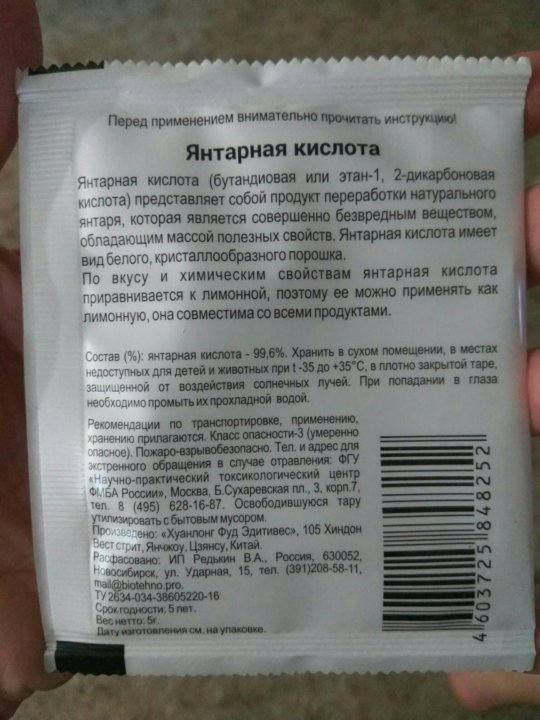 Перед применением внимательно прочитать инструкцию!
Янтарная кислота
Янтарная кислота (бутандиовая или этан-1, 2-дикарбоновая
кислота) представляет собой продукт переработки натурального
янтаря, которая является совершенно безвредным веществом,
обладающим массой полезных свойств. Янтарная кислота имеет
вид белого, кристаллообразного порошка.
По вкусу и химическим свойствам янтарная кислота
приравнивается к лимонной, поэтому ее можно применять как
лимонную, она совместима со всеми продуктами.
Состав (%): янтарная кислота - 99,6%. Хранить в сухом помещении, в местах
недоступных для детей и животных при t -35 до +35°С, в плотно закрытой таре,
защищенной от воздействия солнечных лучей. При попадании в глаза
необходимо промыть их прохладной водой.
Рекомендации по транспортировке, применению,
хранению прилагаются. Класс опасности-3 (умеренно
опасное). Пожаро-взрывобезопасно. Тел. и адрес для
экстренного обращения в случае отравления: ФГУ
«Научно-практический токсикологический центр
ФМБА России», Москва, Б.Сухаревская пл., 3, корп.7,
тел. 8 (495) 628-16-87. Освободившуюся тару
утилизировать с бытовым мусором.
Произведено: «Хуанлонг Фуд Эдитивес», 105 Хиндон
Вест стрит, Янчжоу, Цзянсу, Китай.
Расфасовано: ИП Редькин В.А., Россия, 630052,
Новосибирск, ул. Ударная, 15, тел. (391)208-58-11,
mail@biotehno.pro.
ТУ 2634-034-38605220-16
Срок годности: 5 лет.
Вес нетто: 5г.
Дату изготовления см. на упаковке.
4 603725 848252